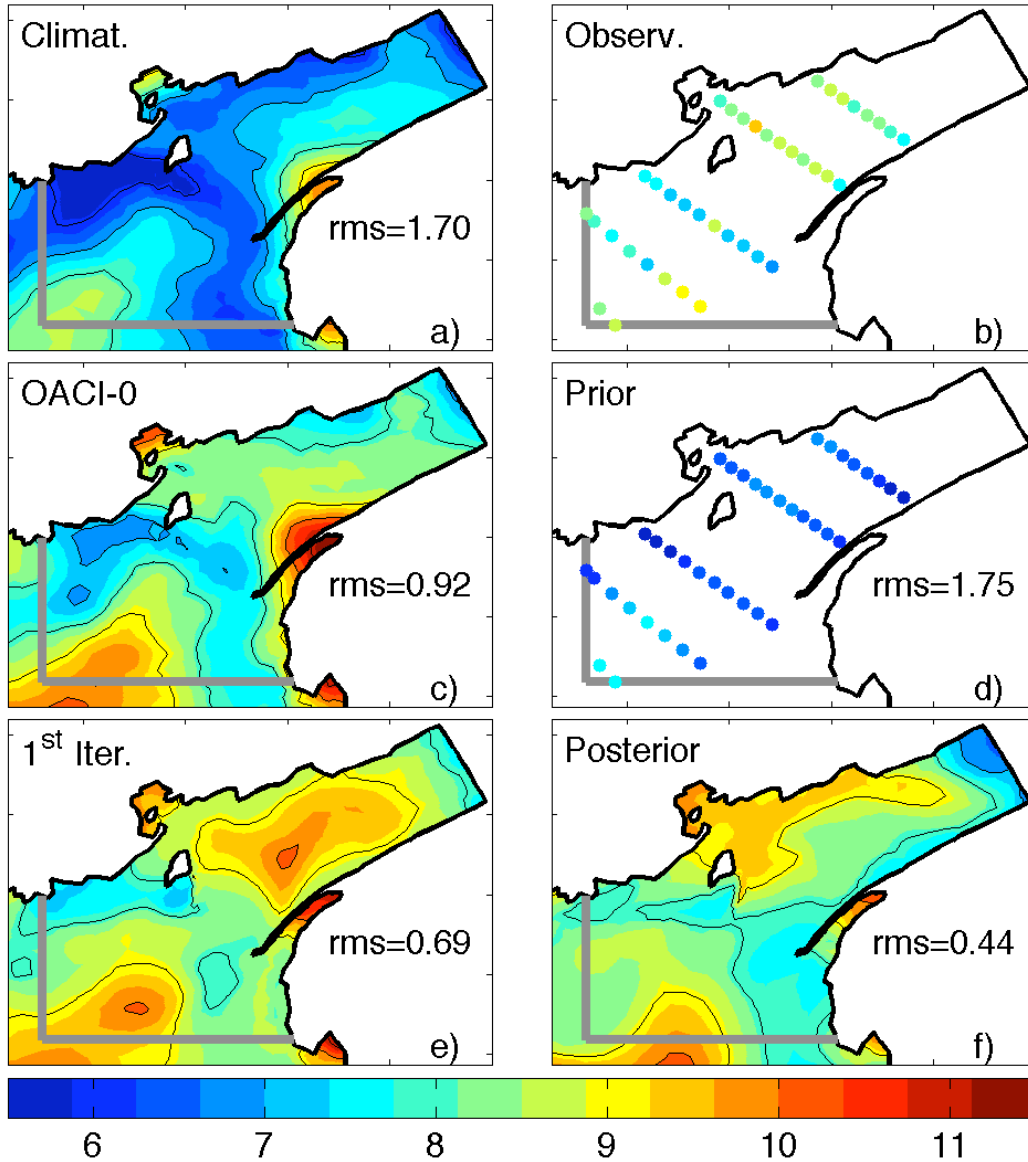 Climat.
rms=1.70
a)
Observ.
b)
OACI-0
rms=0.92
c)
Prior
rms=1.75
d)
1st Iter.
rms=0.69
e)
Posterior
rms=0.44
f)
6 7 8 9 10 11